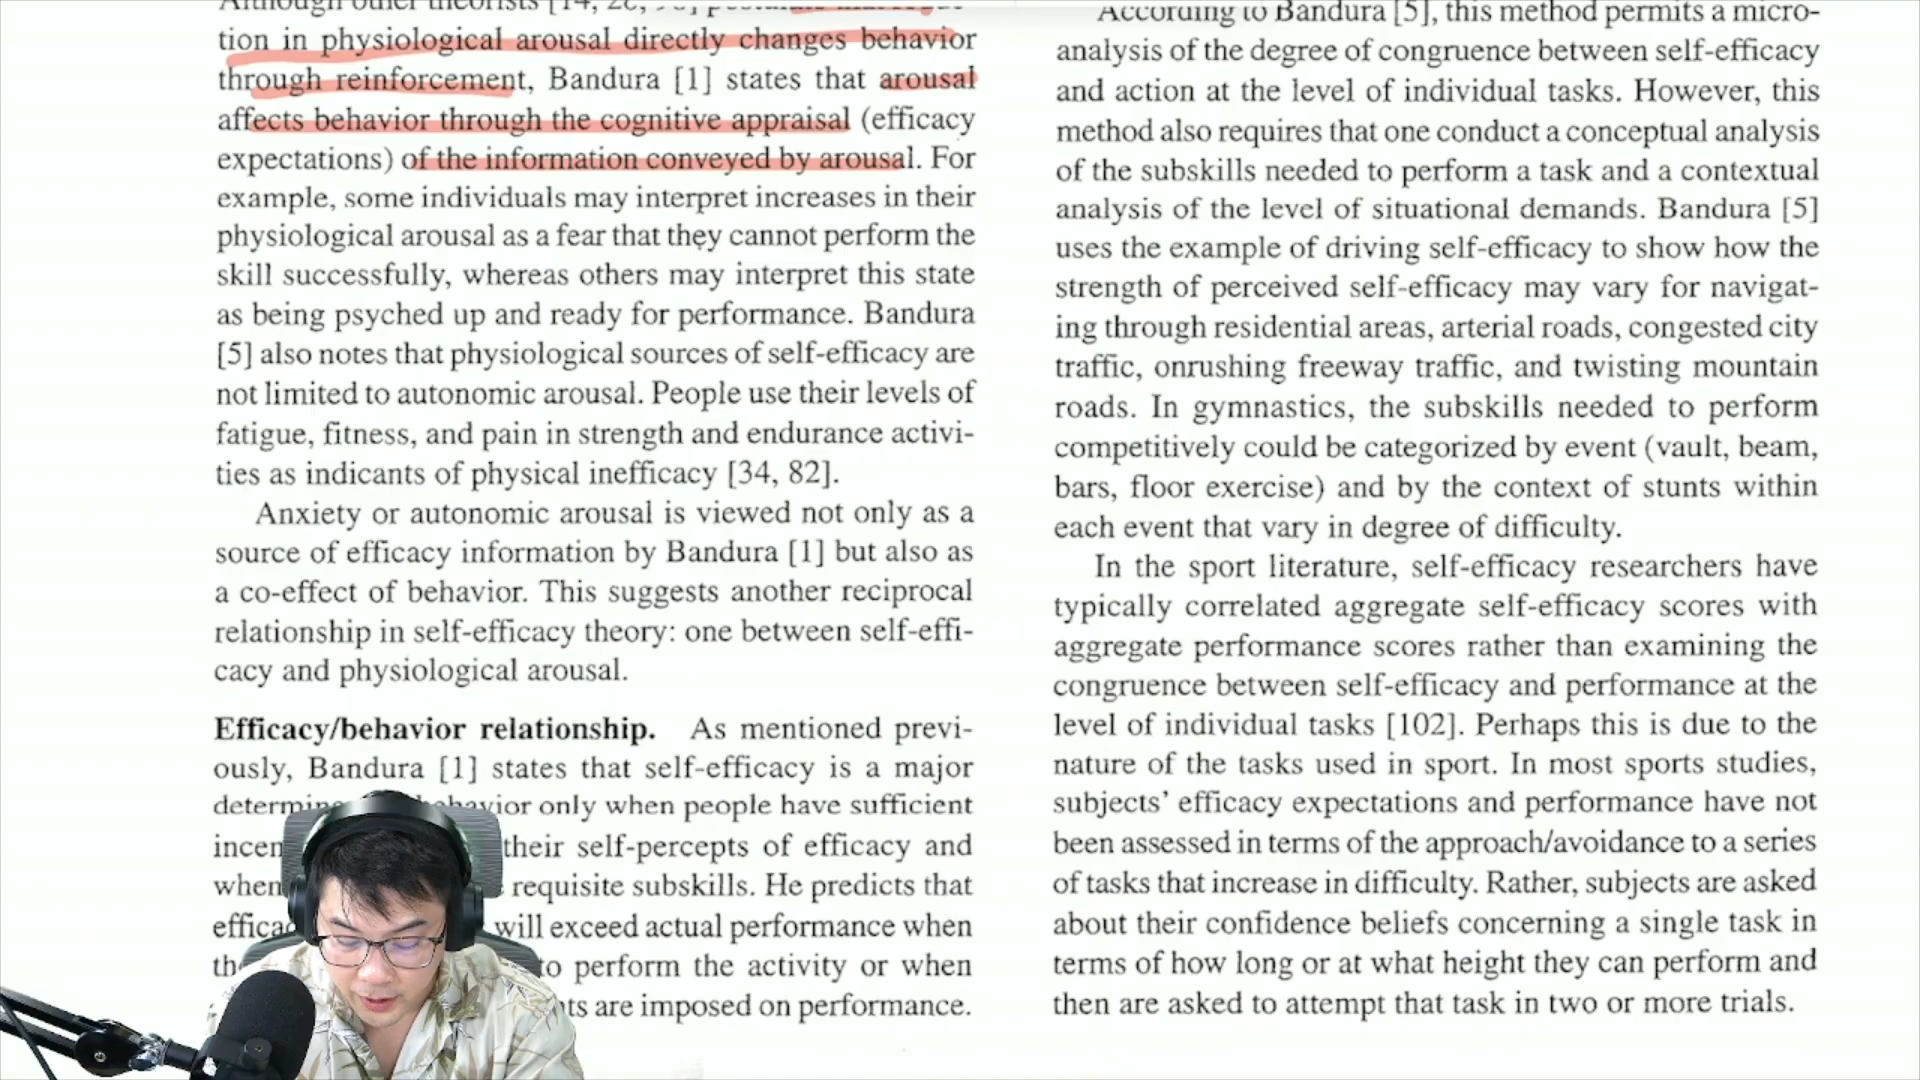 tion in physiological arousal directly changes behavior
through reinforcement, Bandura [1] states that arousal
affects behavior through the cognitive appraisal (efficacy
expectations) of the information conveyed by arousal. For
example, some individuals may interpret increases in their
physiological arousal as a fear that they cannot perform the
skill successfully, whereas others may interpret this state
as being psyched up and ready for performance. Bandura
[5] also notes that physiological sources of self-efficacy are
not limited to autonomic arousal. People use their levels of
fatigue, fitness, and pain in strength and endurance activi-
ties as indicants of physical inefficacy [34, 82].
Anxiety or autonomic arousal is viewed not only as a
source of efficacy information by Bandura [1] but also as
a co-effect of behavior. This suggests another reciprocal
relationship in self-efficacy theory: one between self-effi-
cacy and physiological arousal.
Efficacy/behavior relationship. As mentioned previ-
ously, Bandura [1] states that self-efficacy is a major
behavior only when people have sufficient
their self-percepts of efficacy and
when requisite subskills. He predicts that
will exceed actual performance when
to perform the activity or when
are imposed on performance.
According to Bandura [5], this method permits a micro-
analysis of the degree of congruence between self-efficacy
and action at the level of individual tasks. However, this
method also requires that one conduct a conceptual analysis
of the subskills needed to perform a task and a contextual
analysis of the level of situational demands. Bandura [5]
uses the example of driving self-efficacy to show how the
strength of perceived self-efficacy may vary for navigat-
ing through residential areas, arterial roads, congested city
traffic, onrushing freeway traffic, and twisting mountain
roads. In gymnastics, the subskills needed to perform
competitively could be categorized by event (vault, beam,
bars, floor exercise) and by the context of stunts within
each event that vary in degree of difficulty.
In the sport literature, self-efficacy researchers have
typically correlated aggregate self-efficacy scores with
aggregate performance scores rather than examining the
congruence between self-efficacy and performance at the
level of individual tasks [102]. Perhaps this is due to the
nature of the tasks used in sport. In most sports studies,
subjects' efficacy expectations and performance have not
been assessed in terms of the approach/avoidance to a series
of tasks that increase in difficulty. Rather, subjects are asked
about their confidence beliefs concerning a single task in
terms of how long or at what height they can perform and
then are asked to attempt that task in two or more trials.